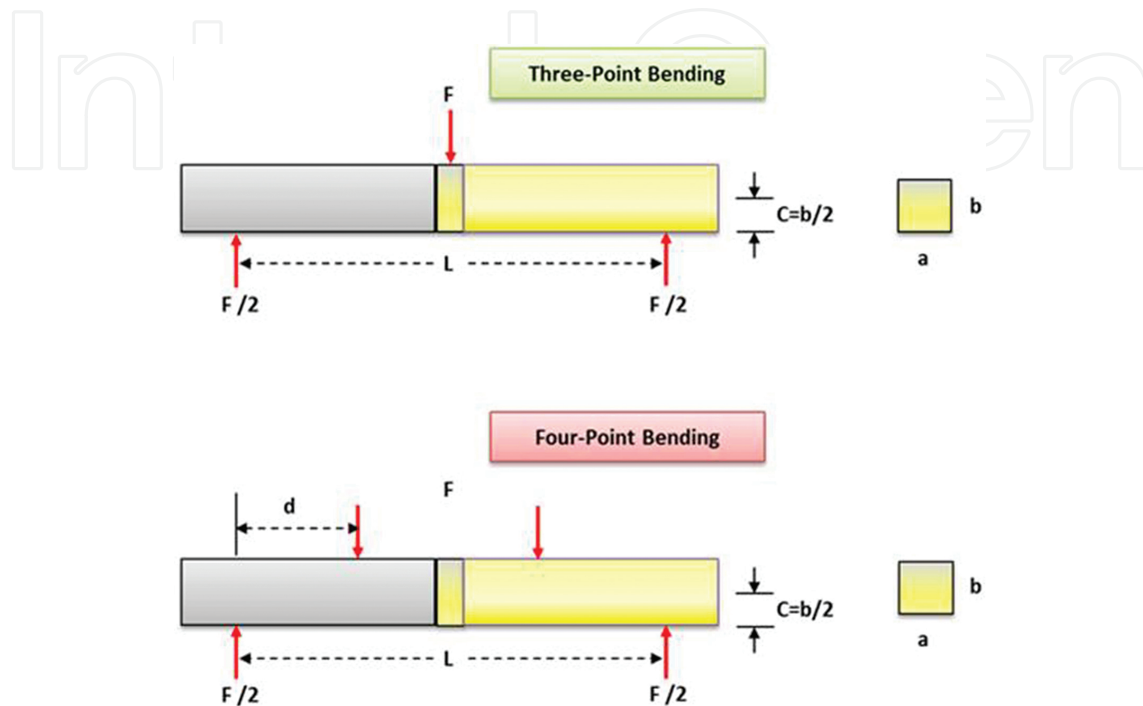 Three-Point Bending
F
C=b/2
b
a
L
F /2
F /2
Four-Point Bending
F
d
C=b/2
b
a
L
F /2
F /2